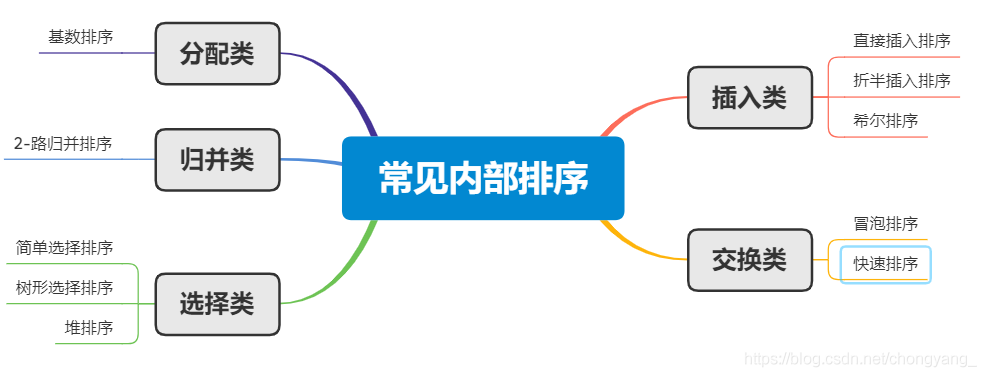 常见内部排序
分配类
基数排序
归并类
2-路归并排序
选择类
简单选择排序
树形选择排序
堆排序
插入类
直接插入排序
折半插入排序
希尔排序
交换类
冒泡排序
快速排序
https://blog.csdn.net/chongyang_